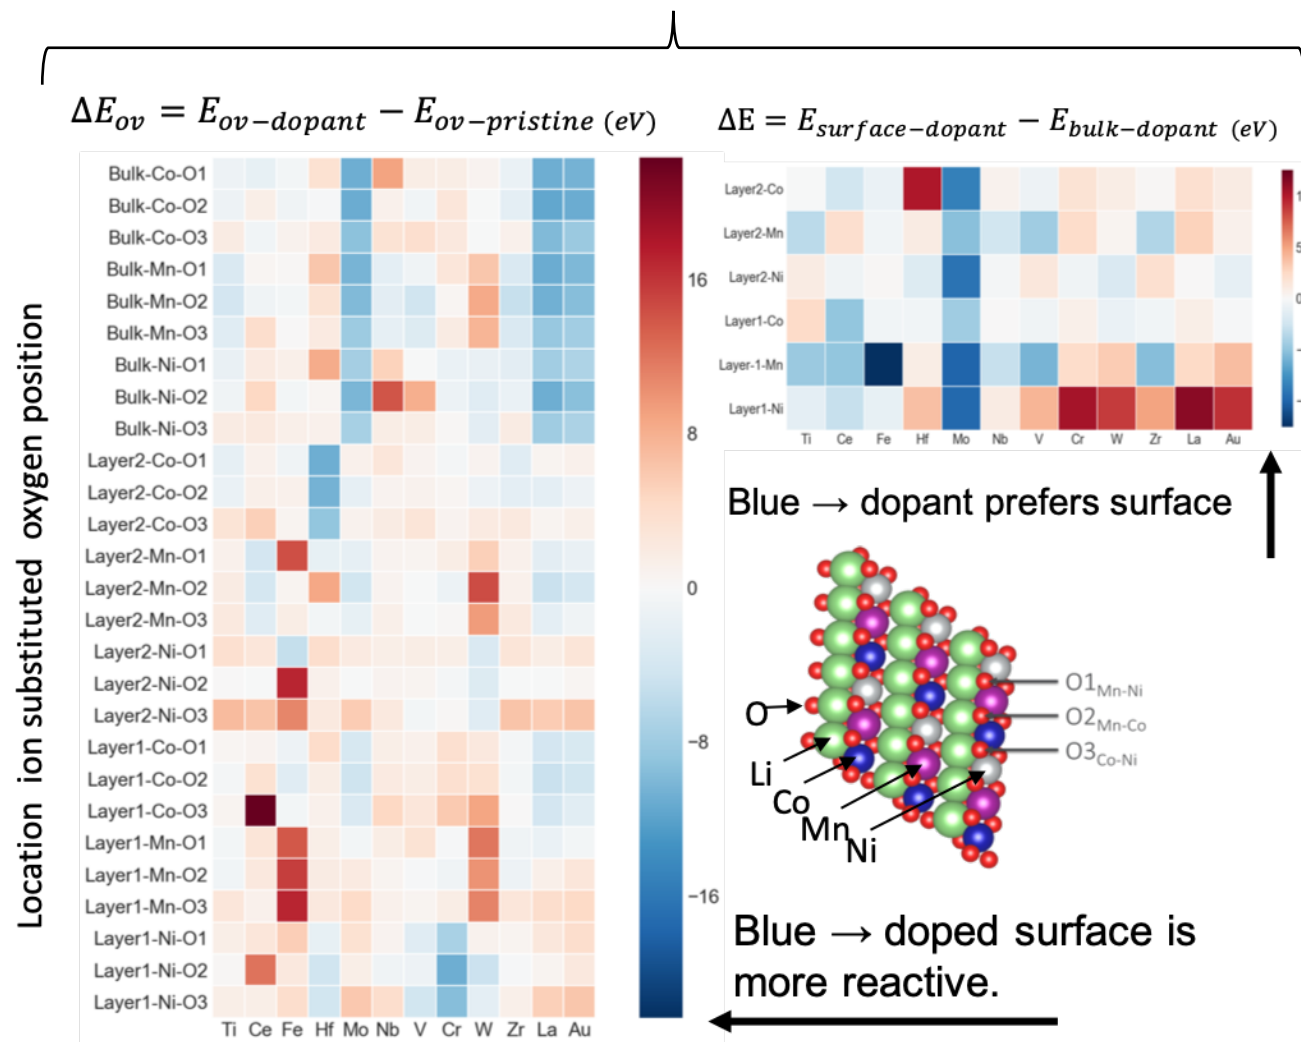 ΔE_ov = E_ov−dopant − E_ov−pristine (eV)
Bulk-Co-O1
Bulk-Co-O2
Bulk-Co-O3
Bulk-Mn-O1
Bulk-Mn-O2
Bulk-Mn-O3
Bulk-Ni-O1
Bulk-Ni-O2
Bulk-Ni-O3
Layer2-Co-O1
Layer2-Co-O2
Layer2-Co-O3
Layer2-Mn-O1
Layer2-Mn-O2
Layer2-Mn-O3
Layer2-Ni-O1
Layer2-Ni-O2
Layer2-Ni-O3
Layer1-Co-O1
Layer1-Co-O2
Layer1-Co-O3
Layer1-Mn-O1
Layer1-Mn-O2
Layer1-Mn-O3
Layer1-Ni-O1
Layer1-Ni-O2
Layer1-Ni-O3
Ti Ce Fe Hf Mo Nb V Cr W Zr La Au
Location ion substituted oxygen position
16
8
0
−8
−16
ΔE = E_surface−dopant − E_bulk−dopant (eV)
Layer2-Co
Layer2-Mn
Layer2-Ni
Layer1-Co
Layer-1-Mn
Layer1-Ni
Ti Ce Fe Hf Mo Nb V Cr W Zr La Au
5
0
Blue → dopant prefers surface
O
Li
Co
Mn
Ni
O1Mn-Ni
O2Mn-Co
O3Co-Ni
Blue → doped surface is
more reactive.